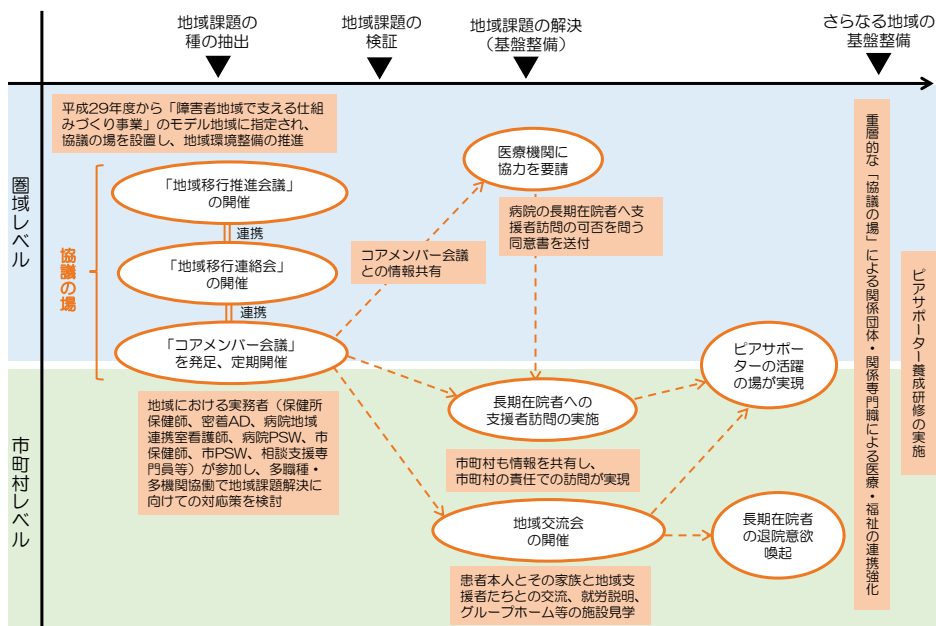 地域課題の
種の抽出
地域課題の
検証
地域課題の解決
（基盤整備）
さらなる地域の
基盤整備
圏域レベル
市町村レベル
平成29年度から「障害者地域で支える仕組
みづくり事業」のモデル地域に指定され、
協議の場を設置し、地域環境整備の推進
協議の場
「地域移行推進会議」
の開催
連携
「地域移行連絡会」
の開催
連携
「コアメンバー会議」
を発足、定期開催
地域における実務者（保健所
保健師、密着AD、病院地域
連携室看護師、病院PSW、市
保健師、市PSW、相談支援専
門員等）が参加し、多職種・
多機関協働で地域課題解決に
向けての対応策を検討
コアメンバー会議
との情報共有
医療機関に
協力を要請
病院の長期在院者へ支
援者訪問の可否を問う
同意書を送付
長期在院者への
支援者訪問の実施
市町村も情報を共有し、
市町村の責任での訪問が実現
地域交流会
の開催
患者本人とその家族と地域支
援者たちとの交流、就労説明、
グループホーム等の施設見学
ピアサポー
ターの活躍
の場が実現
長期在院者
の退院意欲
喚起
重層的な「協議の場」による関係団体・関係専門職による医療・福祉の連携強化
ピアサポーター養成研修の実施